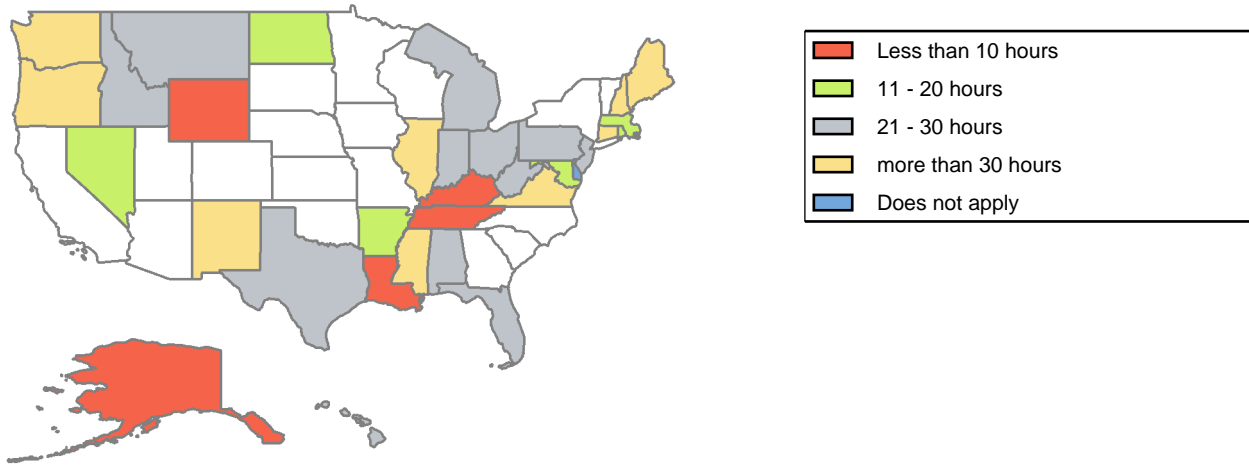 Less than 10 hours
11 - 20 hours
21 - 30 hours
more than 30 hours
Does not apply